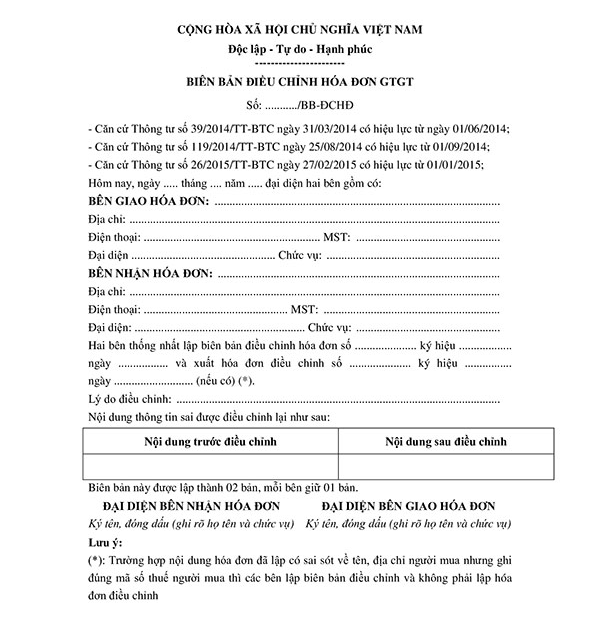 CỘNG HÒA XÃ HỘI CHỦ NGHĨA VIỆT NAM
Độc lập - Tự do - Hạnh phúc
-----------------------
BIÊN BẢN ĐIỀU CHỈNH HÓA ĐƠN GTGT
Số: .........../BB-ĐCHĐ
- Căn cứ Thông tư số 39/2014/TT-BTC ngày 31/03/2014 có hiệu lực từ ngày 01/06/2014;
- Căn cứ Thông tư số 119/2014/TT-BTC ngày 25/08/2014 có hiệu lực từ 01/09/2014;
- Căn cứ Thông tư số 26/2015/TT-BTC ngày 27/02/2015 có hiệu lực từ 01/01/2015;
Hôm nay, ngày ..... tháng .... năm ..... đại diện hai bên gồm có:
BÊN GIAO HÓA ĐƠN: ..........................................................
Địa chỉ: ....................................................................................
Điện thoại: ...................................................... MST: ...........................................
Đại diện ............................................ Chức vụ: ....................................................
BÊN NHẬN HÓA ĐƠN: ......................................................................................
Địa chỉ: ....................................................................................
Điện thoại: ............................................ MST: ......................................................
Đại diện: ........................................... Chức vụ: ...........................................
Hai bên thống nhất lập biên bản điều chỉnh hóa đơn số ................... ký hiệu ................
ngày ............... và xuất hóa đơn điều chỉnh số ................... ký hiệu ..............
ngày ........................ (nếu có) (*).
Lý do điều chỉnh: ....................................................................................
Nội dung thông tin sai được điều chỉnh lại như sau:
Nội dung trước điều chỉnh Nội dung sau điều chỉnh
Biên bản này được lập thành 02 bản, mỗi bên giữ 01 bản.
ĐẠI DIỆN BÊN NHẬN HÓA ĐƠN ĐẠI DIỆN BÊN GIAO HÓA ĐƠN
Ký tên, đóng dấu (ghi rõ họ tên và chức vụ) Ký tên, đóng dấu (ghi rõ họ tên và chức vụ)
Lưu ý:
(*): Trường hợp nội dung hóa đơn đã lập có sai sót về tên, địa chỉ người mua nhưng ghi
đúng mã số thuế người mua thì các bên lập biên bản điều chỉnh và không phải lập hóa
đơn điều chỉnh